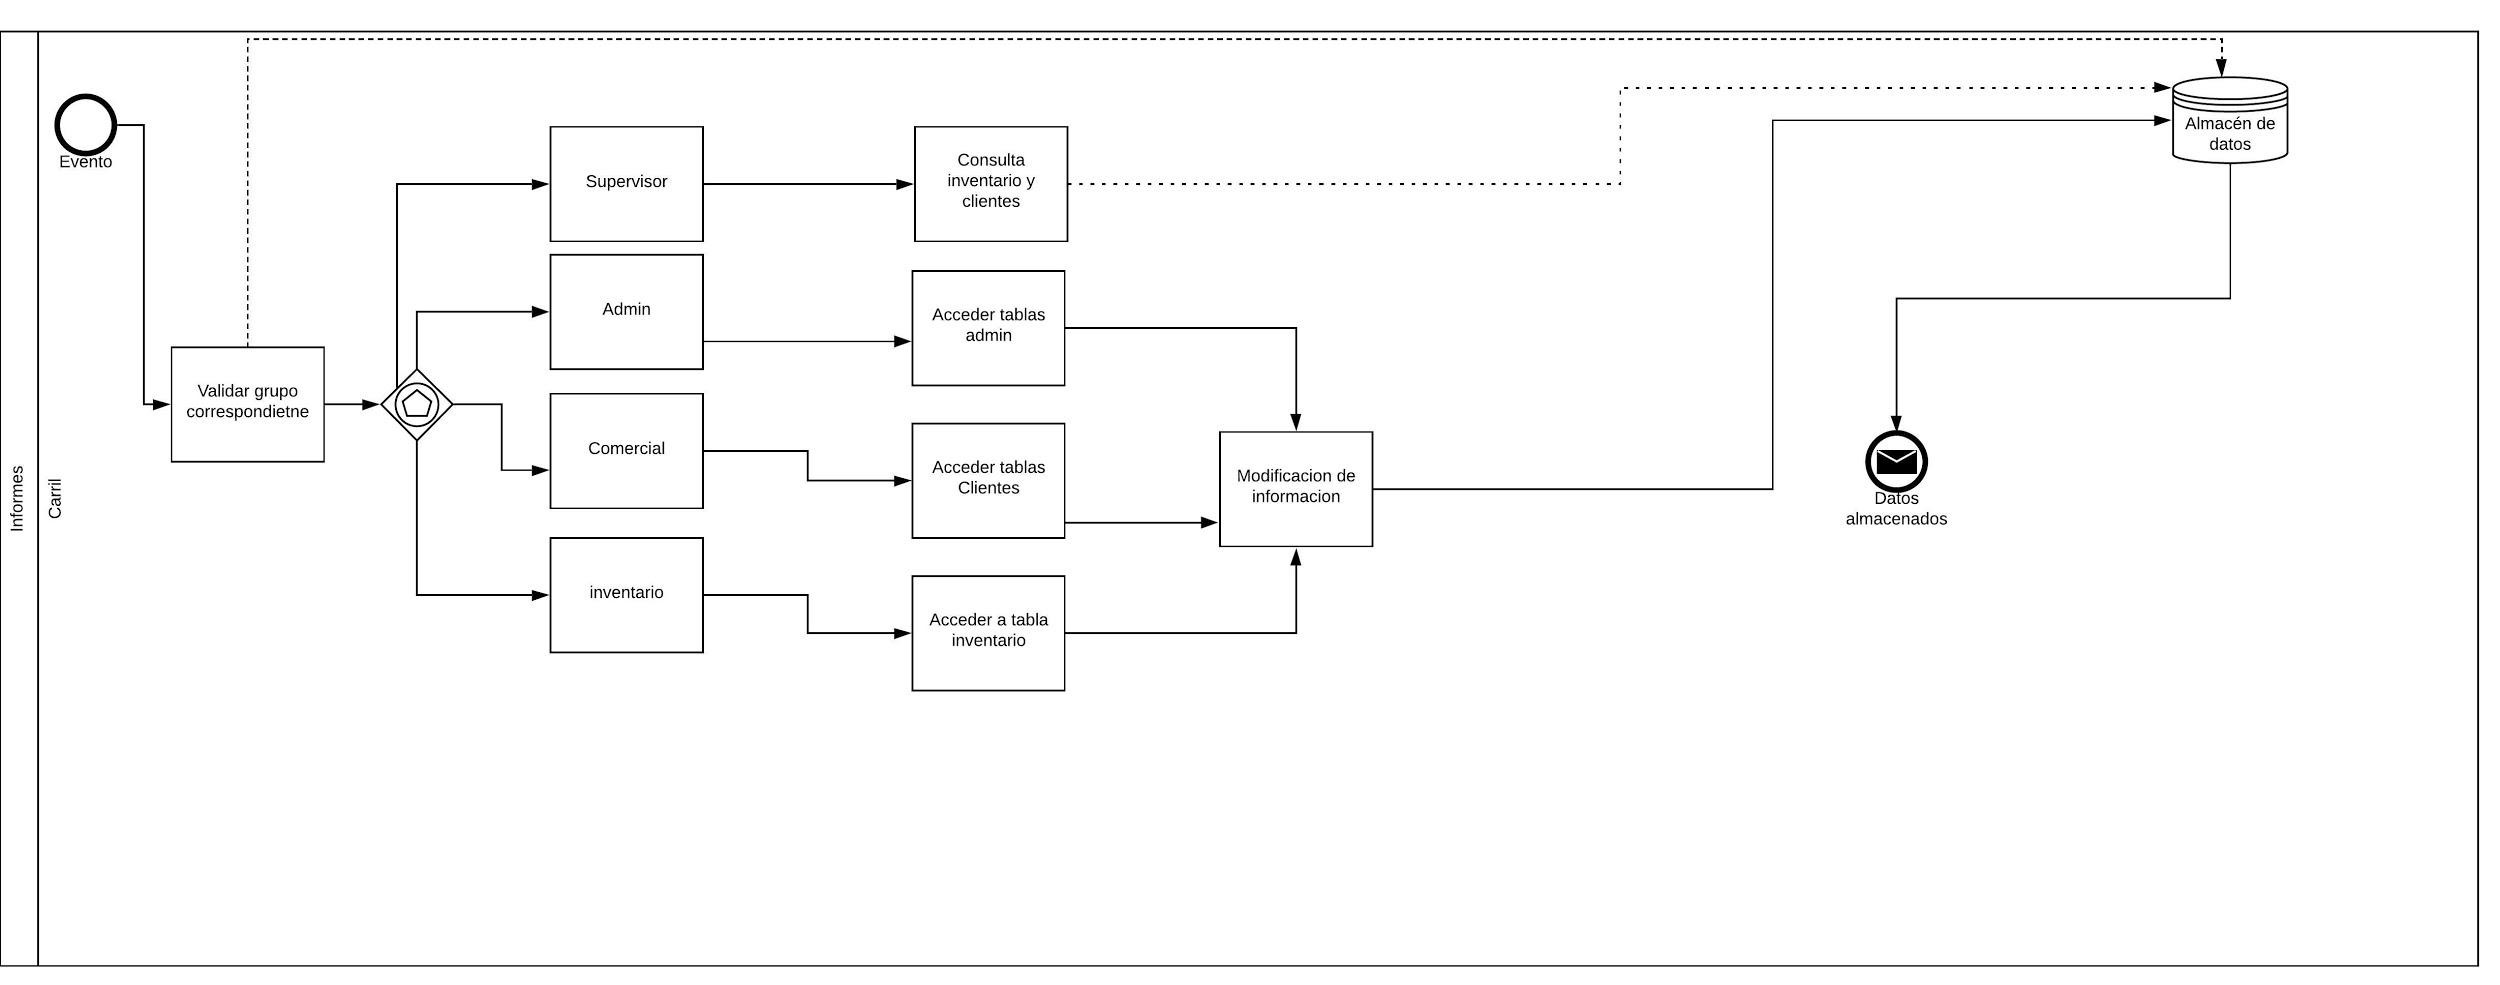 Informes
Carril
Evento
Validar grupo
correspondietne
Supervisor
Admin
Comercial
inventario
Consulta
inventario y
clientes
Acceder tablas
admin
Acceder tablas
Clientes
Acceder a tabla
inventario
Modificacion de
informacion
Almacén de
datos
Datos
almacenados